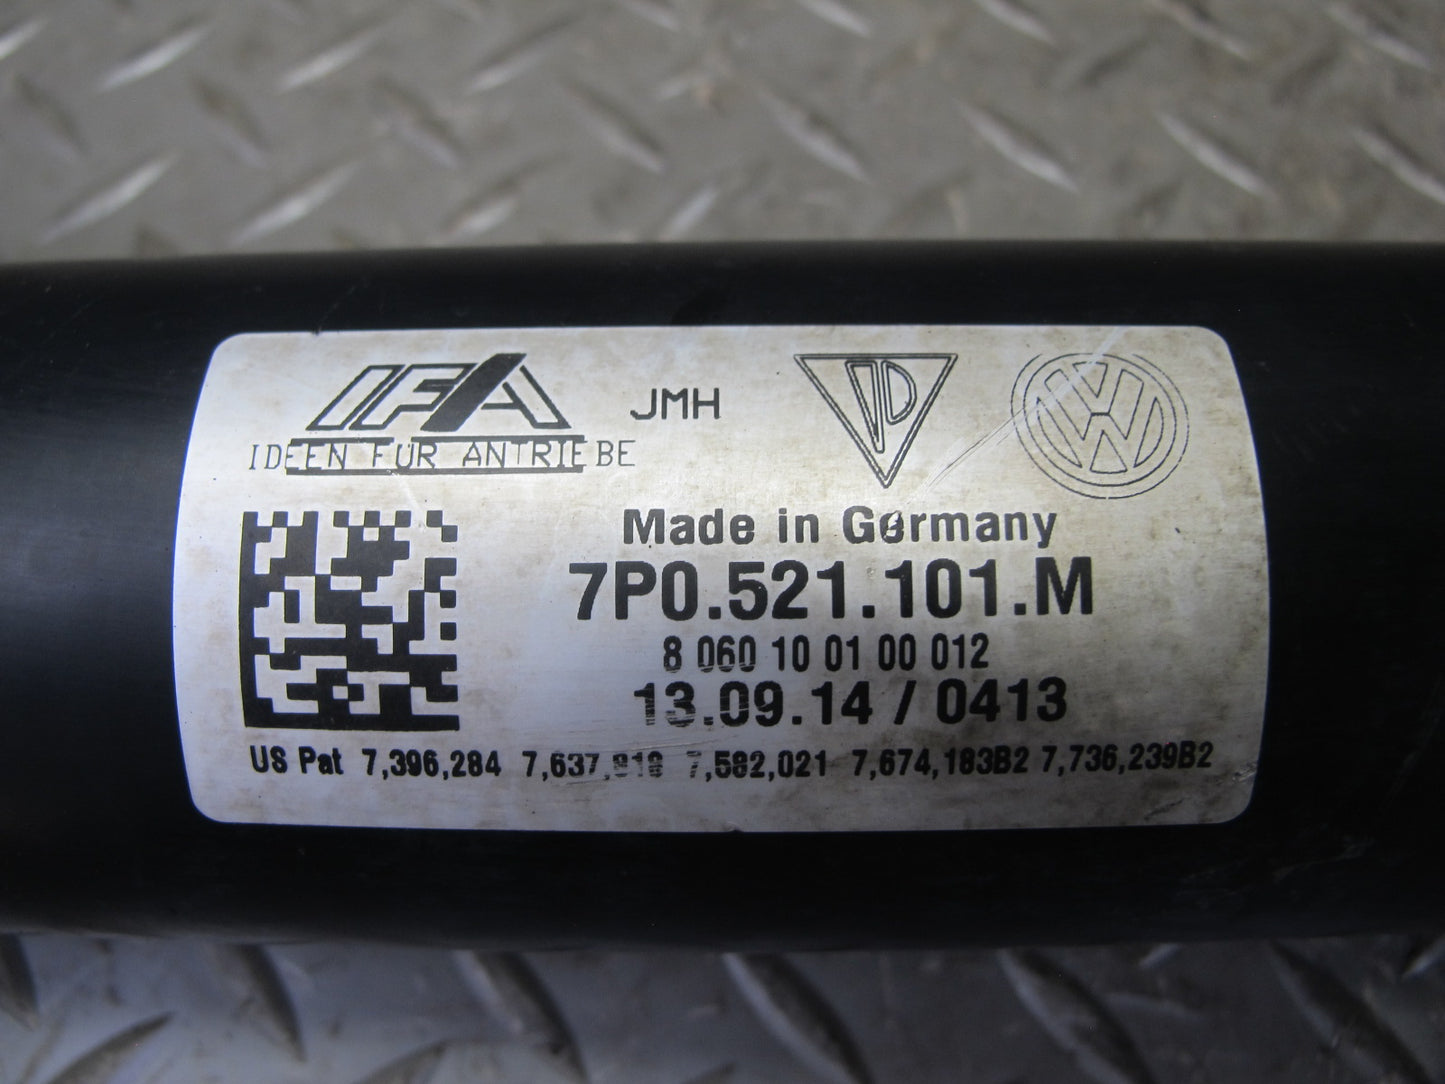 IFA
IDEEN FÜR ANTRIEBE
JMH
Made in Germany
7P0.521.101.M
8 060 10 01 00 012
13.09.14 / 0413
US Pat 7,396,284 7,582,021 7,674,183B2 7,736,239B2